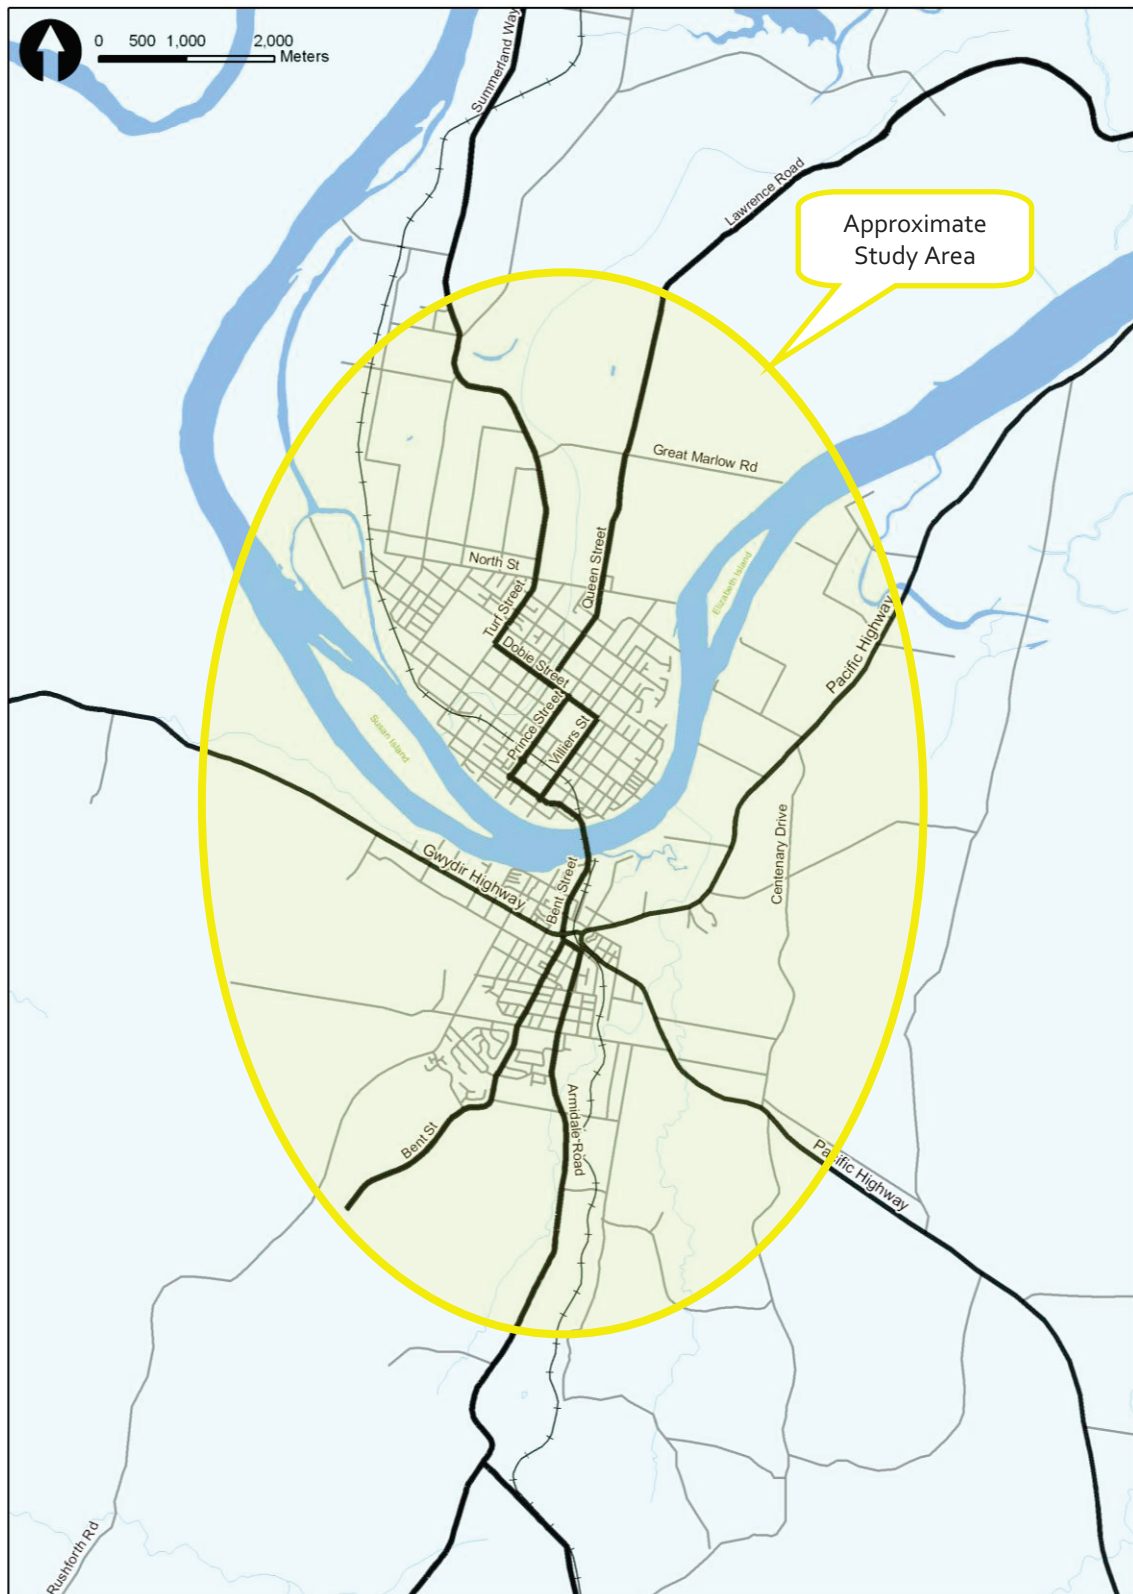 0 500 1,000 2,000
Meters
Summerland Way
Lawrence Road
Approximate
Study Area
Great Marlow Rd
North St
Queen Street
Elizabeth Island
Turf Street
Dobie Street
Pacific Highway
Prince Street
Villiers St
Susan Island
Centenary Drive
Gwydir Highway
Bent Street
Bent St
Armidale Road
Pacific Highway
Rushforth Rd